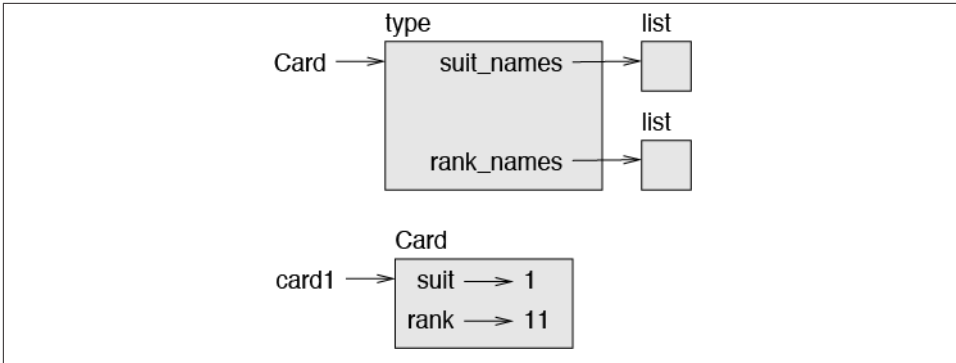 type
list
Card
suit_names
list
rank_names
Card
card1
suit
1
rank
11